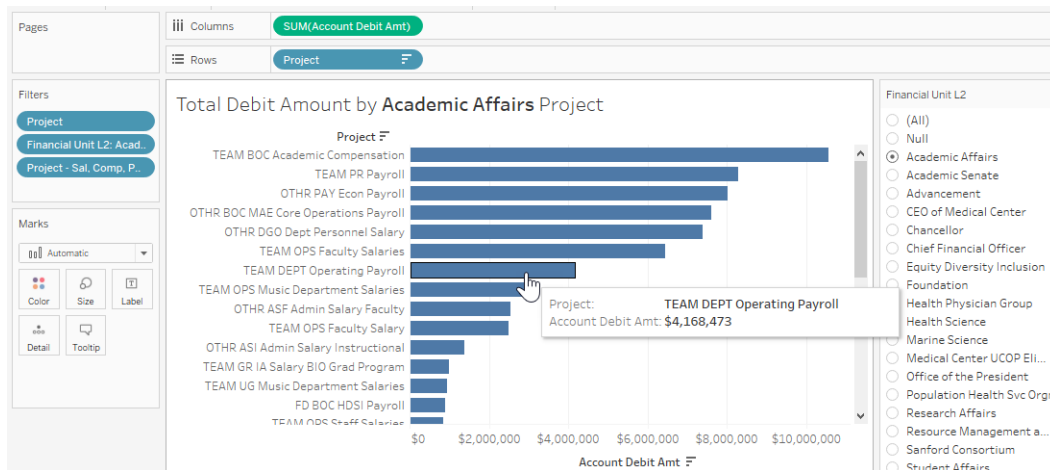 Pages
Columns
SUM(Account Debit Amt)
Rows
Project
Filters
Project
Financial Unit L2: Acad..
Project - Sal, Comp, P..
Marks
Automatic
Color
Size
Label
Detail
Tooltip
Total Debit Amount by Academic Affairs Project
Project
TEAM BOC Academic Compensation
TEAM PR Payroll
OTHR PAY Econ Payroll
OTHR BOC MAE Core Operations Payroll
OTHR DGO Dept Personnel Salary
TEAM OPS Faculty Salaries
TEAM DEPT Operating Payroll
TEAM OPS Music Department Salaries
OTHR ASF Admin Salary Faculty
TEAM OPS Faculty Salary
OTHR ASI Admin Salary Instructional
TEAM GR IA Salary BIO Grad Program
TEAM UG Music Department Salaries
FD BOC HDSI Payroll
TEAM OPS Staff Salaries
Project: TEAM DEPT Operating Payroll
Account Debit Amt: $4,168,473
$0 $2,000,000 $4,000,000 $6,000,000 $8,000,000 $10,000,000
Account Debit Amt
Financial Unit L2
(All)
Null
Academic Affairs
Academic Senate
Advancement
CEO of Medical Center
Chancellor
Chief Financial Officer
Equity Diversity Inclusion
Foundation
Health Physician Group
Health Science
Marine Science
Medical Center UCOP Eli...
Office of the President
Population Health Svc Org
Research Affairs
Resource Management a...
Sanford Consortium
Student Affairs